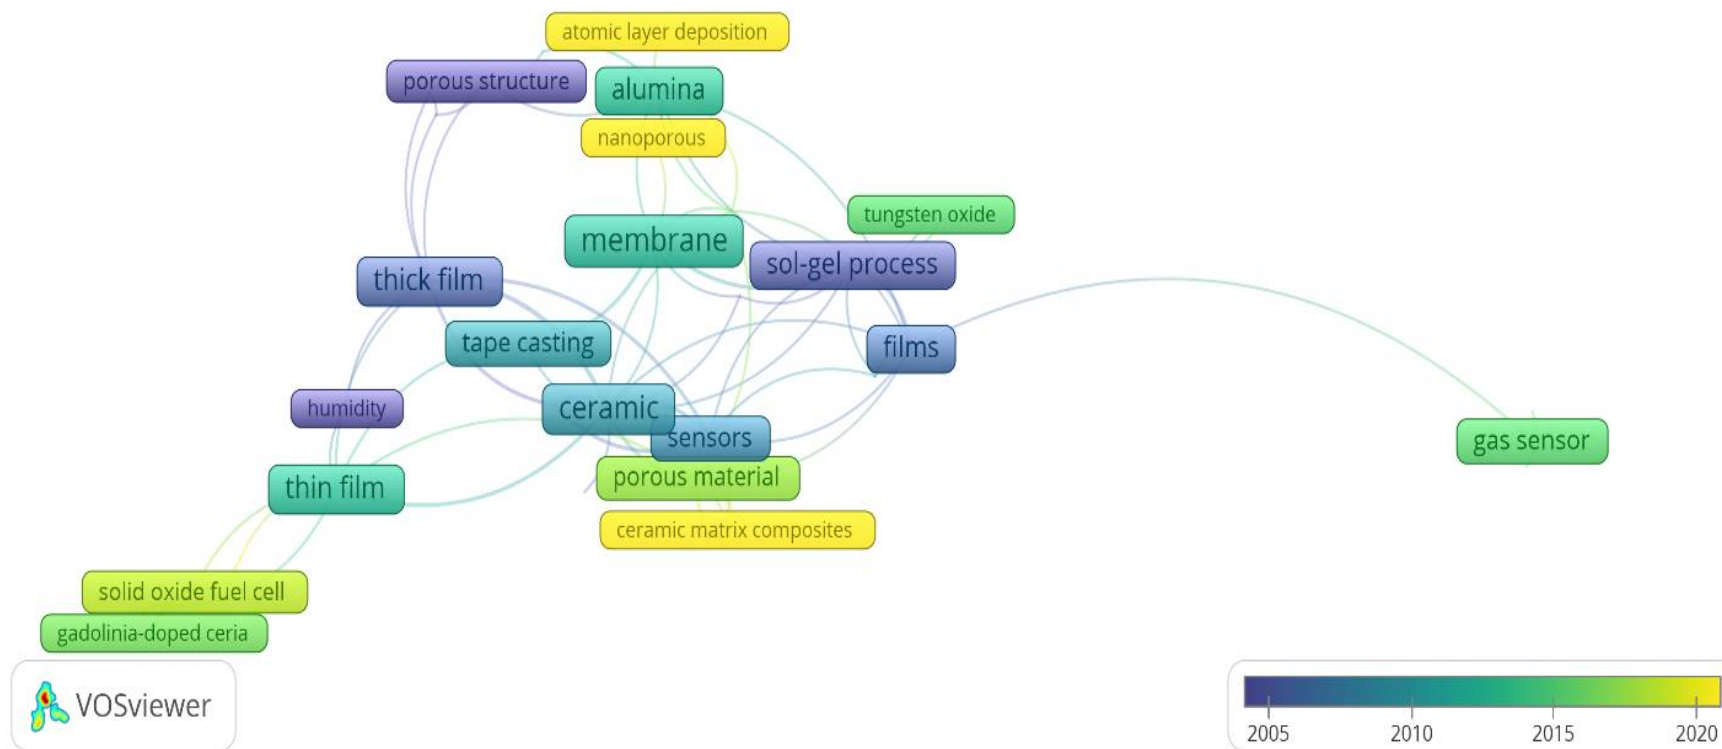 atomic layer deposition
porous structure
alumina
nanoporous
tungsten oxide
membrane
sol-gel process
thick film
tape casting
films
humidity
ceramic
sensors
gas sensor
porous material
thin film
ceramic matrix composites
solid oxide fuel cell
gadolinia-doped ceria
VOSviewer
2005 2010 2015 2020